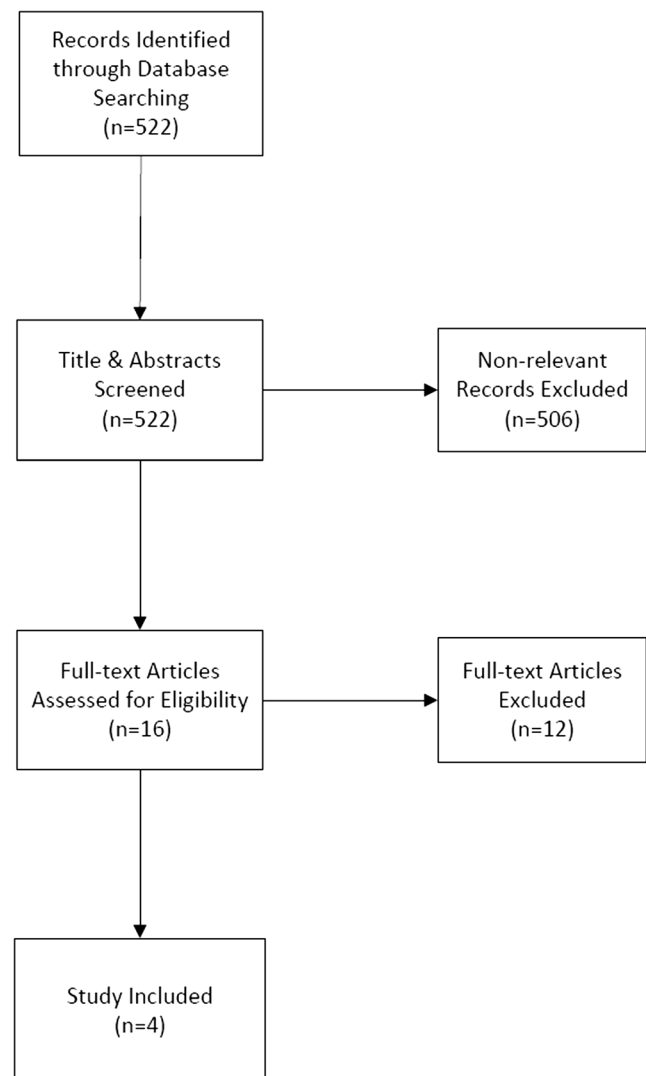 Records Identified
through Database
Searching
(n=522)
Title & Abstracts
Screened
(n=522)
Non-relevant
Records Excluded
(n=506)
Full-text Articles
Assessed for Eligibility
(n=16)
Full-text Articles
Excluded
(n=12)
Study Included
(n=4)